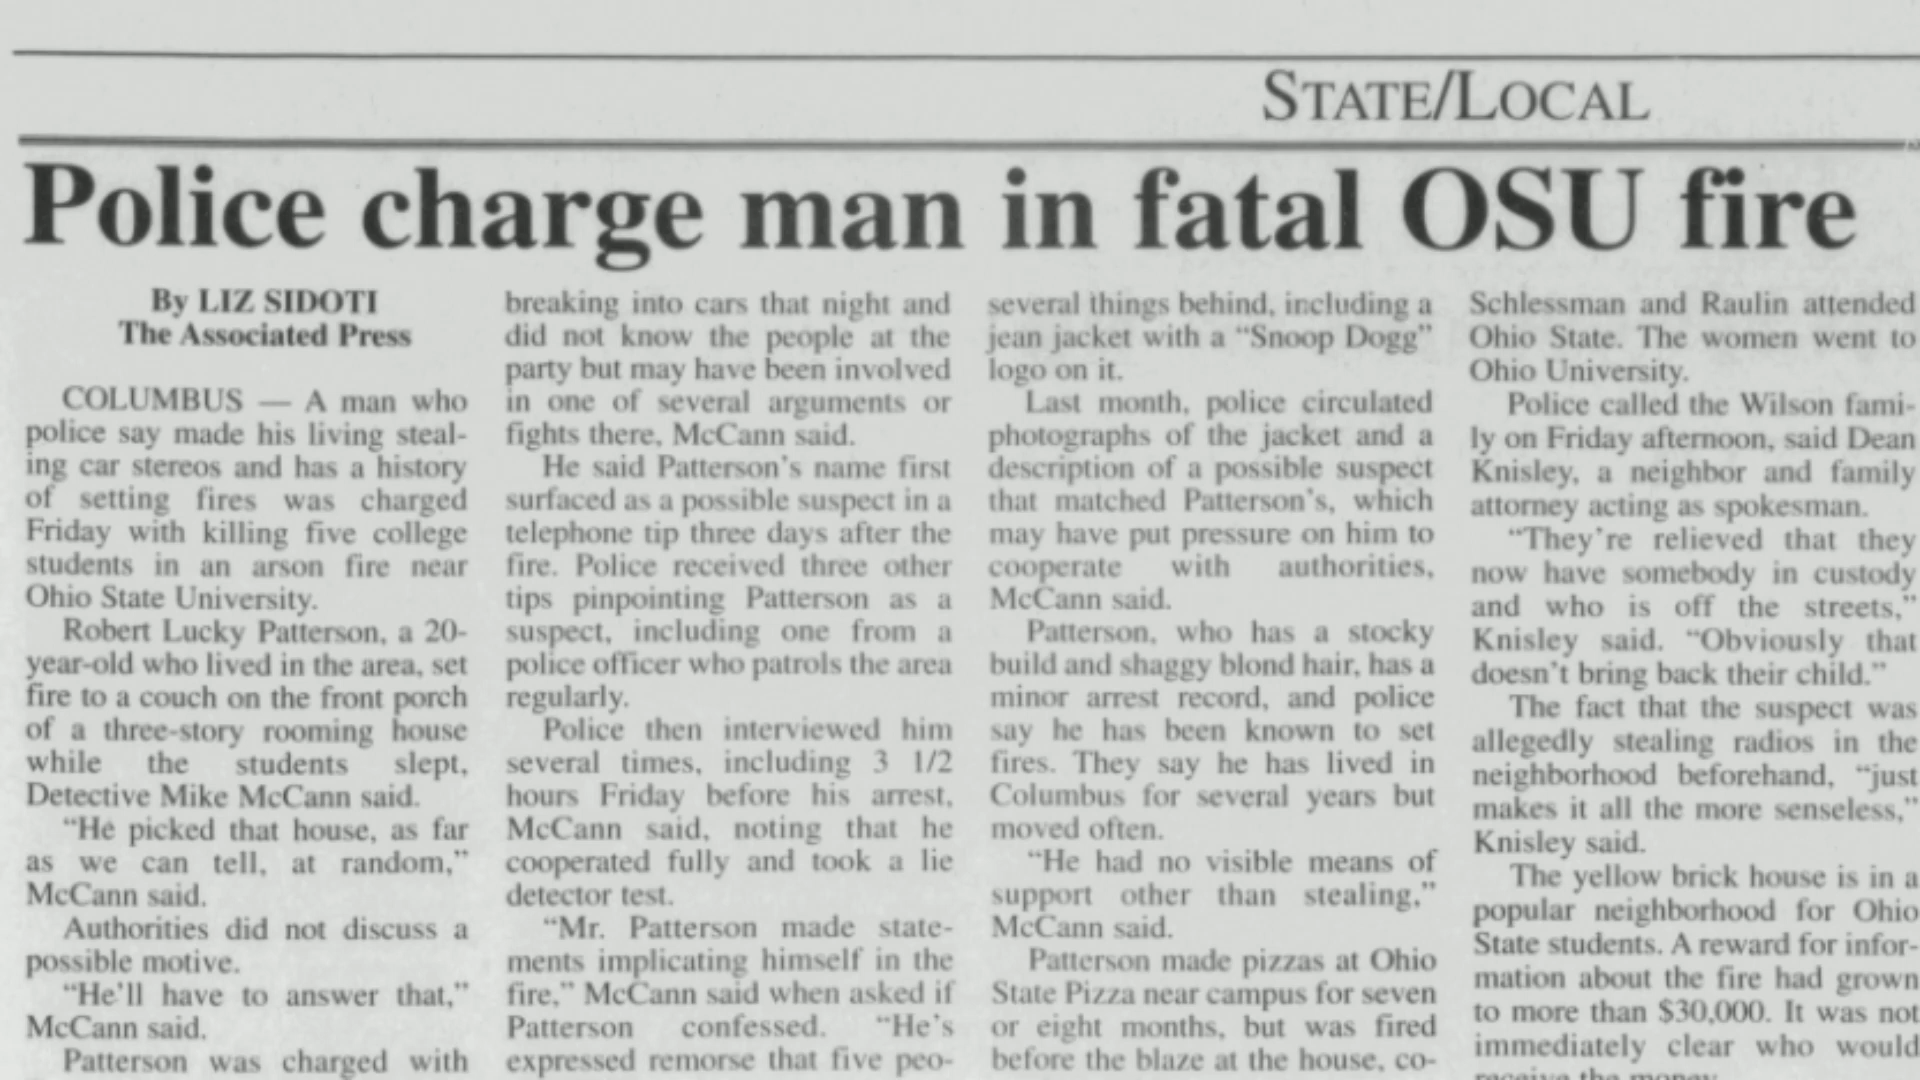 STATE/LOCAL
Police charge man in fatal OSU fire
By LIZ SIDOTI
The Associated Press
COLUMBUS — A man who
police say made his living steal-
ing car stereos and has a history
of setting fires was charged
Friday with killing five college
students in an arson fire near
Ohio State University.
Robert Lucky Patterson, a 20-
year-old who lived in the area, set
fire to a couch on the front porch
of a three-story rooming house
while the students slept,
Detective Mike McCann said.
“He picked that house, as far
as we can tell, at random,”
McCann said.
Authorities did not discuss a
possible motive.
“He’ll have to answer that,”
McCann said.
Patterson was charged with
breaking into cars that night and
did not know the people at the
party but may have been involved
in one of several arguments or
fights there, McCann said.
He said Patterson’s name first
surfaced as a possible suspect in a
telephone tip three days after the
fire. Police received three other
tips pinpointing Patterson as a
suspect, including one from a
police officer who patrols the area
regularly.
Police then interviewed him
several times, including 3 1/2
hours Friday before his arrest,
McCann said, noting that he
cooperated fully and took a lie
detector test.
“Mr. Patterson made state-
ments implicating himself in the
fire,” McCann said when asked if
Patterson confessed. “He’s
expressed remorse that five peo-
several things behind, including a
jean jacket with a “Snoop Dogg”
logo on it.
Last month, police circulated
photographs of the jacket and a
description of a possible suspect
that matched Patterson’s, which
may have put pressure on him to
cooperate with authorities,
McCann said.
Patterson, who has a stocky
build and shaggy blond hair, has a
minor arrest record, and police
say he has been known to set
fires. They say he has lived in
Columbus for several years but
moved often.
“He had no visible means of
support other than stealing,”
McCann said.
Patterson made pizzas at Ohio
State Pizza near campus for seven
or eight months, but was fired
before the blaze at the house, co-
Schlessman and Raulin attended
Ohio State. The women went to
Ohio University.
Police called the Wilson fami-
ly on Friday afternoon, said Dean
Knisley, a neighbor and family
attorney acting as spokesman.
“They’re relieved that they
now have somebody in custody
and who is off the streets,”
Knisley said. “Obviously that
doesn’t bring back their child.”
The fact that the suspect was
allegedly stealing radios in the
neighborhood beforehand, “just
makes it all the more senseless,”
Knisley said.
The yellow brick house is in a
popular neighborhood for Ohio
State students. A reward for infor-
mation about the fire had grown
to more than $30,000. It was not
immediately clear who would
receive the money.